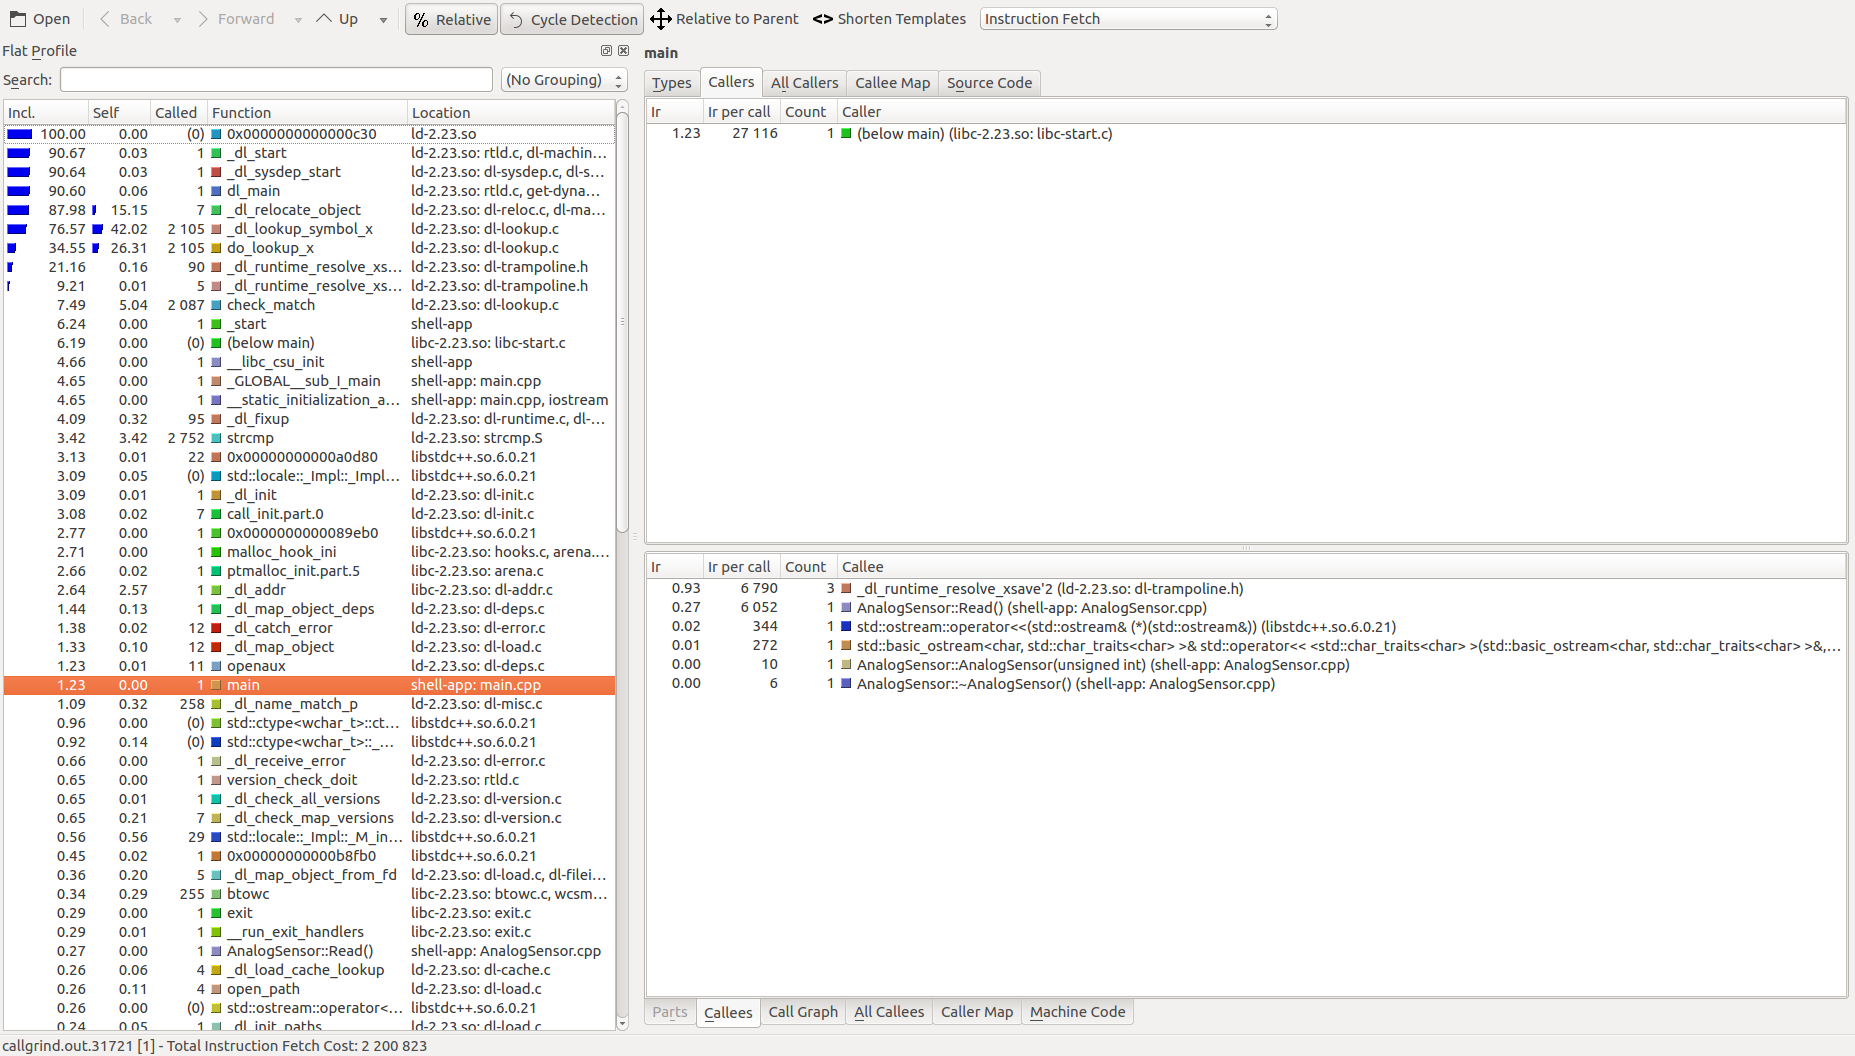 Open Back Forward Up % Relative Cycle Detection Relative to Parent <> Shorten Templates Instruction Fetch
Flat Profile
Search: (No Grouping)
Incl. Self Called Function Location
100.00 0.00 (0) 0x0000000000000c30 ld-2.23.so
90.67 0.03 1 _dl_start ld-2.23.so: rtld.c, dl-machin...
90.64 0.03 1 _dl_sysdep_start ld-2.23.so: dl-sysdep.c, dl-s...
90.60 0.06 1 dl_main ld-2.23.so: rtld.c, get-dyna...
87.98 15.15 7 _dl_relocate_object ld-2.23.so: dl-reloc.c, dl-ma...
76.57 42.02 2 105 _dl_lookup_symbol_x ld-2.23.so: dl-lookup.c
34.55 26.31 2 105 do_lookup_x ld-2.23.so: dl-lookup.c
21.16 0.16 90 _dl_runtime_resolve_xs... ld-2.23.so: dl-trampoline.h
9.21 0.01 5 _dl_runtime_resolve_xs... ld-2.23.so: dl-trampoline.h
7.49 5.04 2 087 check_match ld-2.23.so: dl-lookup.c
6.24 0.00 1 _start shell-app
6.19 0.00 (0) (below main) libc-2.23.so: libc-start.c
4.66 0.00 1 __libc_csu_init shell-app
4.65 0.00 1 _GLOBAL__sub_I_main shell-app: main.cpp
4.65 0.00 1 __static_initialization_a... shell-app: main.cpp, iostream
4.09 0.32 95 _dl_fixup ld-2.23.so: dl-runtime.c, dl-...
3.42 3.42 2 752 strcmp ld-2.23.so: strcmp.S
3.13 0.01 22 0x00000000000a0d80 libstdc++.so.6.0.21
3.09 0.05 (0) std::locale::_Impl::_Impl... libstdc++.so.6.0.21
3.09 0.01 1 _dl_init ld-2.23.so: dl-init.c
3.08 0.02 7 call_init.part.0 ld-2.23.so: dl-init.c
2.77 0.00 1 0x0000000000089eb0 libstdc++.so.6.0.21
2.71 0.00 1 malloc_hook_ini libc-2.23.so: hooks.c, arena....
2.66 0.02 1 ptmalloc_init.part.5 libc-2.23.so: arena.c
2.64 2.57 1 _dl_addr libc-2.23.so: dl-addr.c
1.44 0.13 1 _dl_map_object_deps ld-2.23.so: dl-deps.c
1.38 0.02 12 _dl_catch_error ld-2.23.so: dl-error.c
1.33 0.10 12 _dl_map_object ld-2.23.so: dl-load.c
1.23 0.01 11 openaux ld-2.23.so: dl-deps.c
1.23 0.00 1 main shell-app: main.cpp
1.09 0.32 258 _dl_name_match_p ld-2.23.so: dl-misc.c
0.96 0.00 (0) std::ctype<wchar_t>::ct... libstdc++.so.6.0.21
0.92 0.14 (0) std::ctype<wchar_t>::_... libstdc++.so.6.0.21
0.66 0.00 1 _dl_receive_error ld-2.23.so: dl-error.c
0.65 0.00 1 version_check_doit ld-2.23.so: rtld.c
0.65 0.01 1 _dl_check_all_versions ld-2.23.so: dl-version.c
0.65 0.21 7 _dl_check_map_versions ld-2.23.so: dl-version.c
0.56 0.56 29 std::locale::_Impl::_M_in... libstdc++.so.6.0.21
0.45 0.02 1 0x00000000000b8fb0 libstdc++.so.6.0.21
0.36 0.20 5 _dl_map_object_from_fd ld-2.23.so: dl-load.c, dl-filei...
0.34 0.29 255 btowc libc-2.23.so: btowc.c, wcsm...
0.29 0.00 1 exit libc-2.23.so: exit.c
0.29 0.01 1 __run_exit_handlers libc-2.23.so: exit.c
0.27 0.00 1 AnalogSensor::Read() shell-app: AnalogSensor.cpp
0.26 0.06 4 _dl_load_cache_lookup ld-2.23.so: dl-cache.c
0.26 0.11 4 open_path ld-2.23.so: dl-load.c
0.26 0.00 (0) std::ostream::operator<... libstdc++.so.6.0.21
0.24 0.05 1 _dl_init_paths ld-2.23.so: dl-load.c
main
Types Callers All Callers Callee Map Source Code
Ir Ir per call Count Caller
1.23 27 116 1 (below main) (libc-2.23.so: libc-start.c)
Ir Ir per call Count Callee
0.93 6 790 3 _dl_runtime_resolve_xsave'2 (ld-2.23.so: dl-trampoline.h)
0.27 6 052 1 AnalogSensor::Read() (shell-app: AnalogSensor.cpp)
0.02 344 1 std::ostream::operator<<(std::ostream& (*)(std::ostream&)) (libstdc++.so.6.0.21)
0.01 272 1 std::basic_ostream<char, std::char_traits<char> >& std::operator<< <std::char_traits<char> >(std::basic_ostream<char, std::char_traits<char> >&,...
0.00 10 1 AnalogSensor::AnalogSensor(unsigned int) (shell-app: AnalogSensor.cpp)
0.00 6 1 AnalogSensor::~AnalogSensor() (shell-app: AnalogSensor.cpp)
Parts Callees Call Graph All Callees Caller Map Machine Code
callgrind.out.31721 [1] - Total Instruction Fetch Cost: 2 200 823